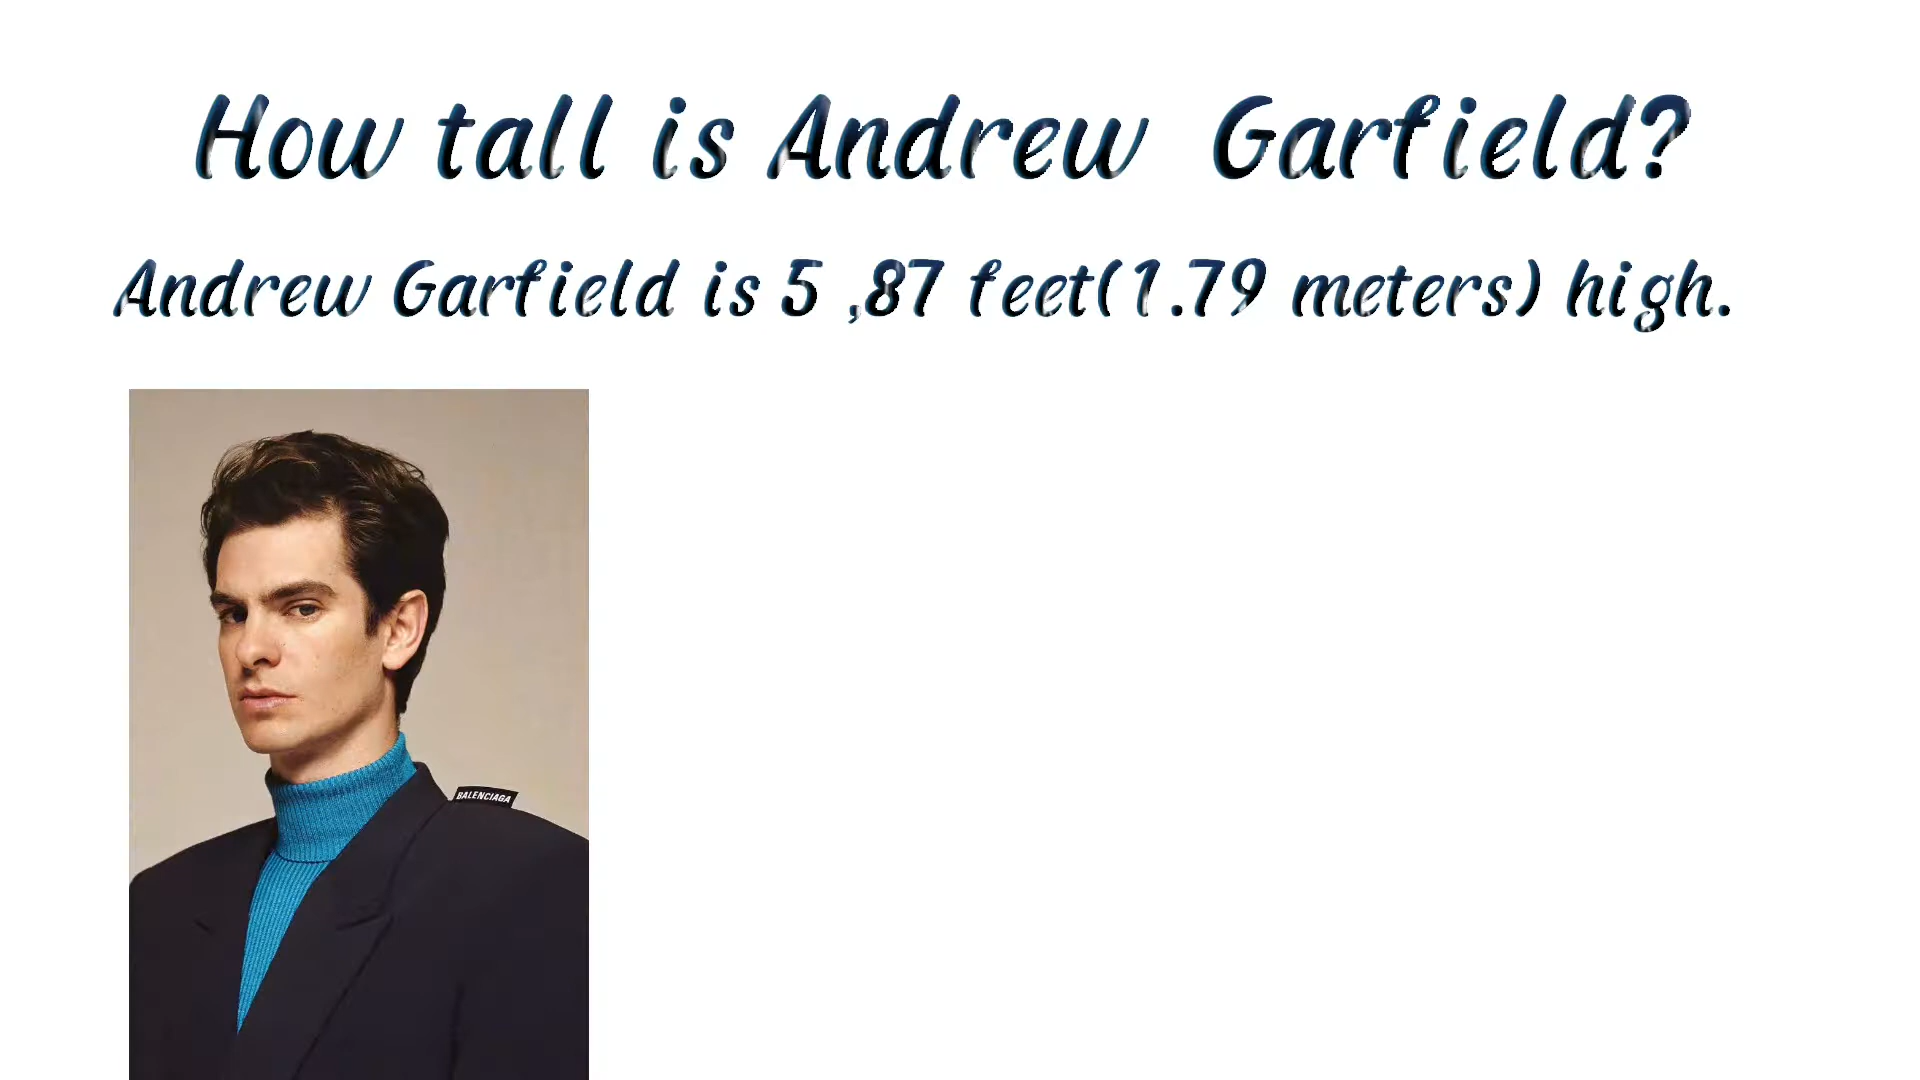 How tall is Andrew Garfield?
Andrew Garfield is 5 ,87 feet(1.79 meters) high.
BALENCIAGA